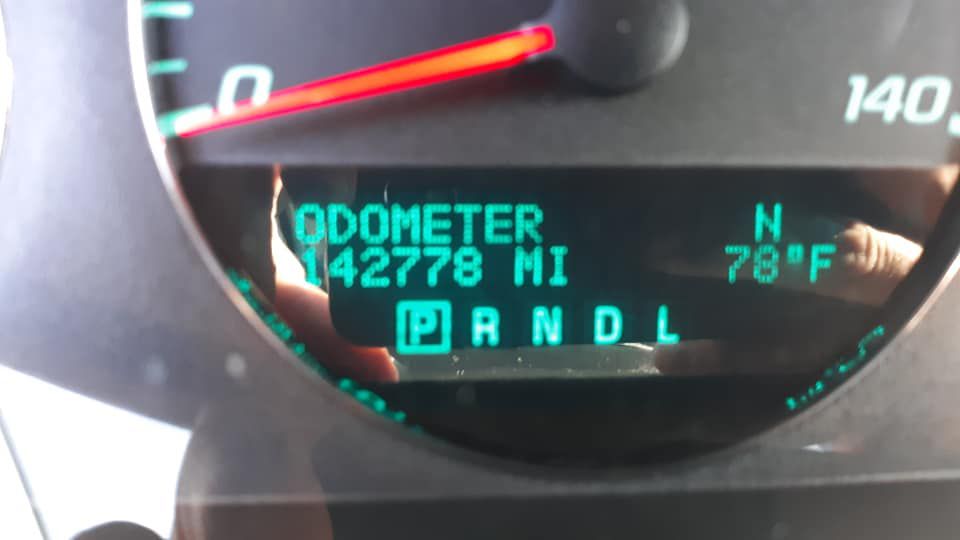 0
140
ODOMETER N
142778 MI 78°F
P R N D L